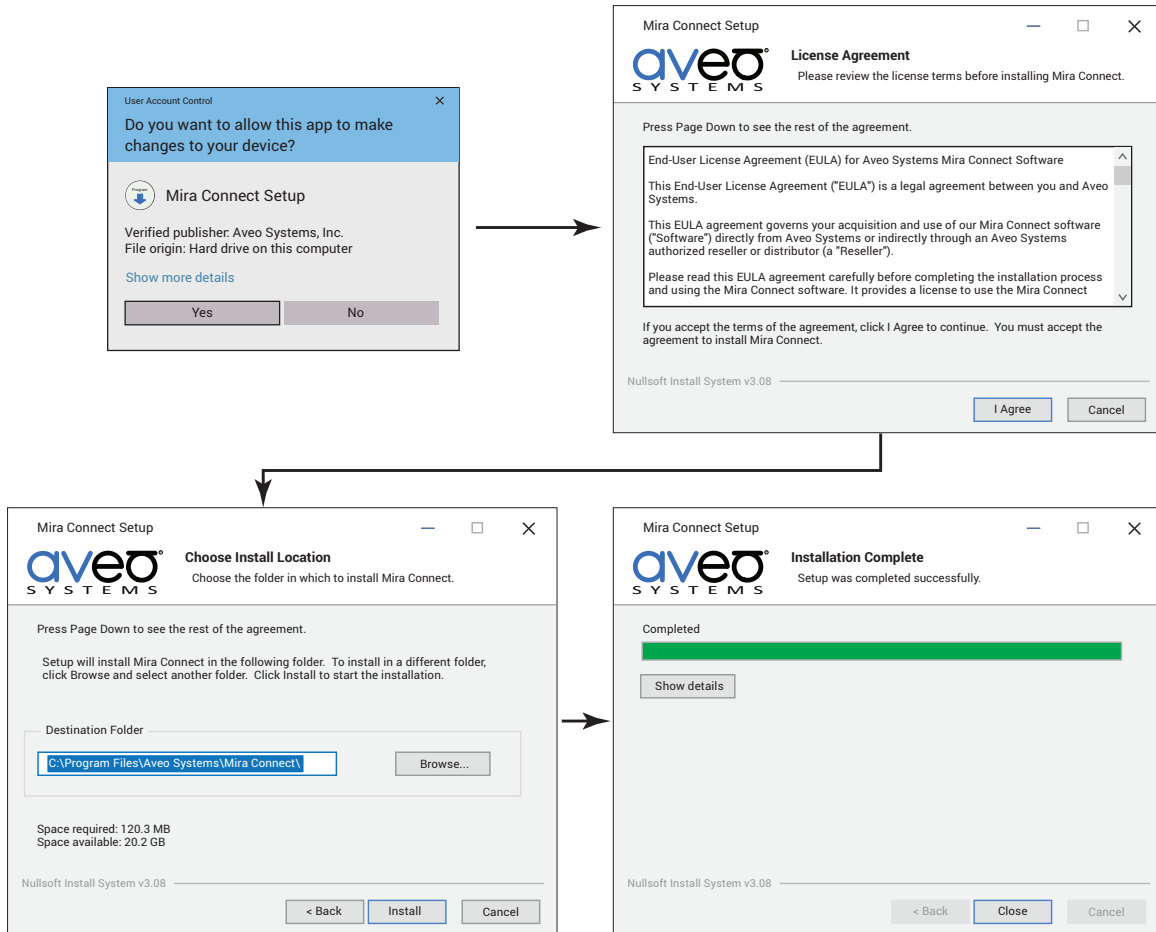 User Account Control
Do you want to allow this app to make
changes to your device?
Program
Mira Connect Setup
Verified publisher: Aveo Systems, Inc.
File origin: Hard drive on this computer
Show more details
Yes
No
Mira Connect Setup
aveo
SYSTEMS
License Agreement
Please review the license terms before installing Mira Connect.
Press Page Down to see the rest of the agreement.
End-User License Agreement (EULA) for Aveo Systems Mira Connect Software
This End-User License Agreement ("EULA") is a legal agreement between you and Aveo
Systems.
This EULA agreement governs your acquisition and use of our Mira Connect software
("Software") directly from Aveo Systems or indirectly through an Aveo Systems
authorized reseller or distributor (a "Reseller").
Please read this EULA agreement carefully before completing the installation process
and using the Mira Connect software. It provides a license to use the Mira Connect
If you accept the terms of the agreement, click I Agree to continue. You must accept the
agreement to install Mira Connect.
Nullsoft Install System v3.08
I Agree
Cancel
Mira Connect Setup
aveo
SYSTEMS
Choose Install Location
Choose the folder in which to install Mira Connect.
Press Page Down to see the rest of the agreement.
Setup will install Mira Connect in the following folder. To install in a different folder,
click Browse and select another folder. Click Install to start the installation.
Destination Folder
C:\Program Files\Aveo Systems\Mira Connect\
Browse...
Space required: 120.3 MB
Space available: 20.2 GB
Nullsoft Install System v3.08
< Back
Install
Cancel
Mira Connect Setup
aveo
SYSTEMS
Installation Complete
Setup was completed successfully.
Completed
Show details
Nullsoft Install System v3.08
< Back
Close
Cancel